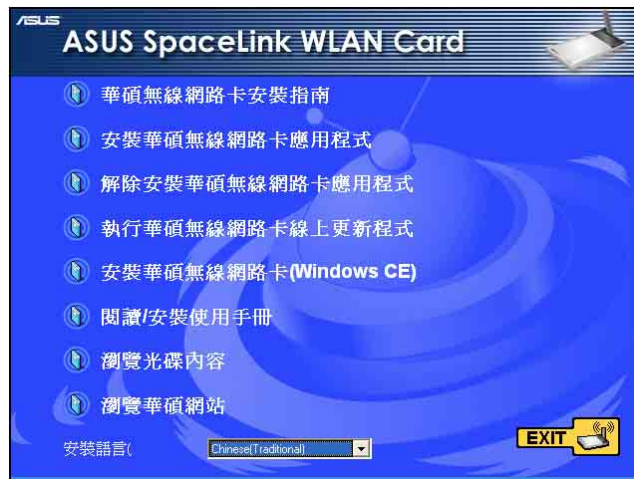 ASUS
ASUS SpaceLink WLAN Card
華碩無線網路卡安裝指南
安裝華碩無線網路卡應用程式
解除安裝華碩無線網路卡應用程式
執行華碩無線網路卡線上更新程式
安裝華碩無線網路卡(Windows CE)
閱讀/安裝使用手冊
瀏覽光碟內容
瀏覽華碩網站
安裝語言(
Chinese(Traditional)
EXIT